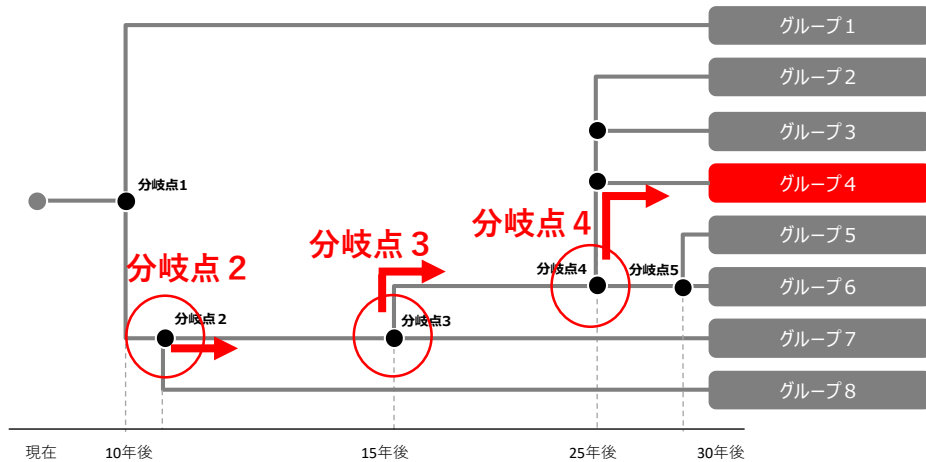 グループ1
グループ2
グループ3
分岐点1
グループ4
分岐点4
グループ5
分岐点3
分岐点2
分岐点4
分岐点5
グループ6
分岐点2
分岐点3
グループ7
グループ8
現在
10年後
15年後
25年後
30年後